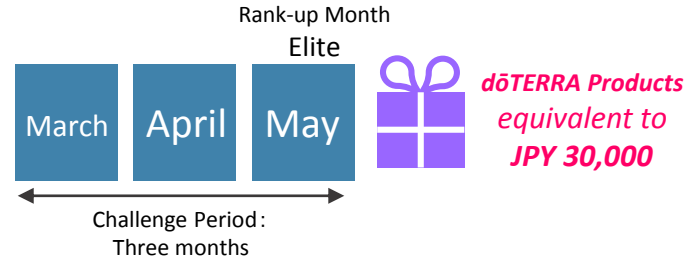 Rank-up Month
Elite
March
April
May
dōTERRA Products
equivalent to
JPY 30,000
Challenge Period:
Three months